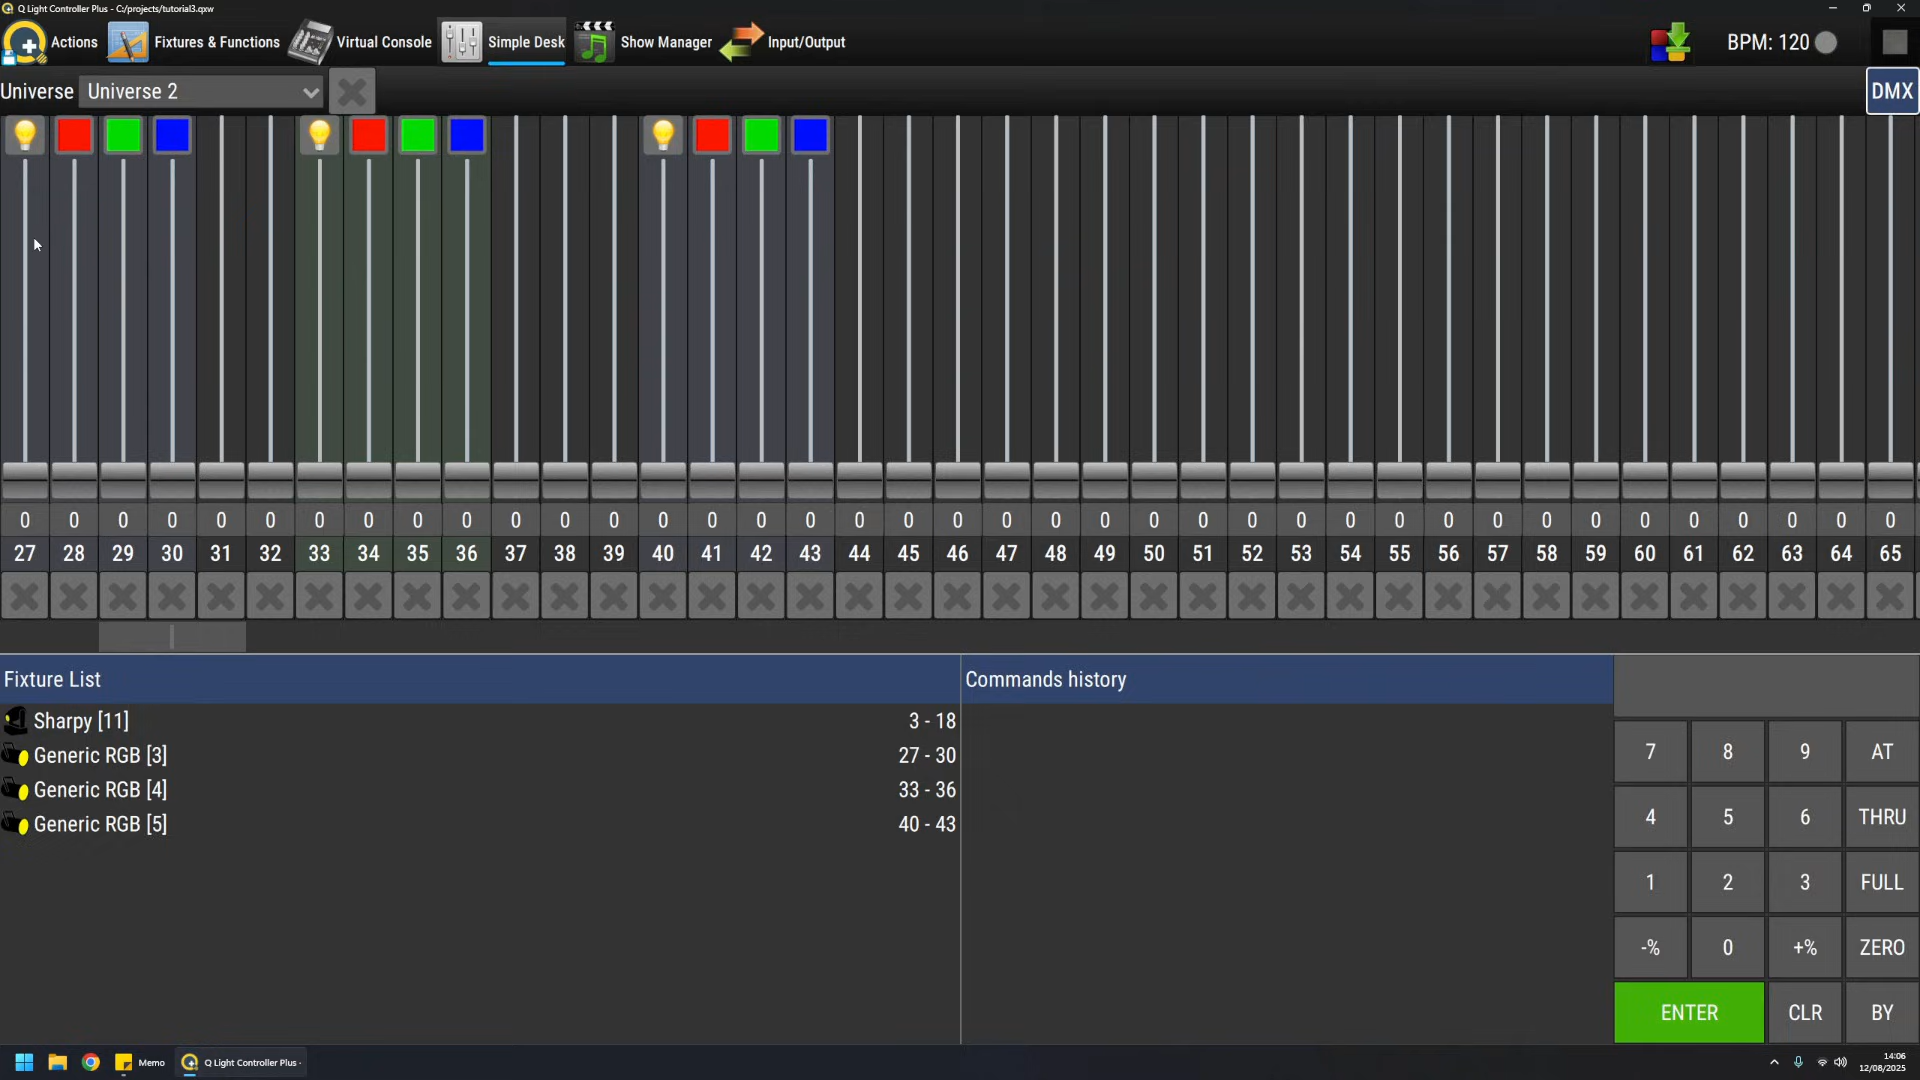 Q Light Controller Plus - C:/projects/tutorial3.qxw
Actions Fixtures & Functions Virtual Console Simple Desk Show Manager Input/Output BPM: 120
Universe Universe 2 DMX
0 0 0 0 0 0 0 0 0 0 0 0 0 0 0 0 0 0 0 0 0 0 0 0 0 0 0 0 0 0 0 0 0 0 0 0 0 0 0
27 28 29 30 31 32 33 34 35 36 37 38 39 40 41 42 43 44 45 46 47 48 49 50 51 52 53 54 55 56 57 58 59 60 61 62 63 64 65
Fixture List
Sharpy [11] 3 - 18
Generic RGB [3] 27 - 30
Generic RGB [4] 33 - 36
Generic RGB [5] 40 - 43
Commands history
7 8 9 AT
4 5 6 THRU
1 2 3 FULL
-% 0 +% ZERO
ENTER CLR BY
Memo Q Light Controller Plus - 14:06
12/08/2025